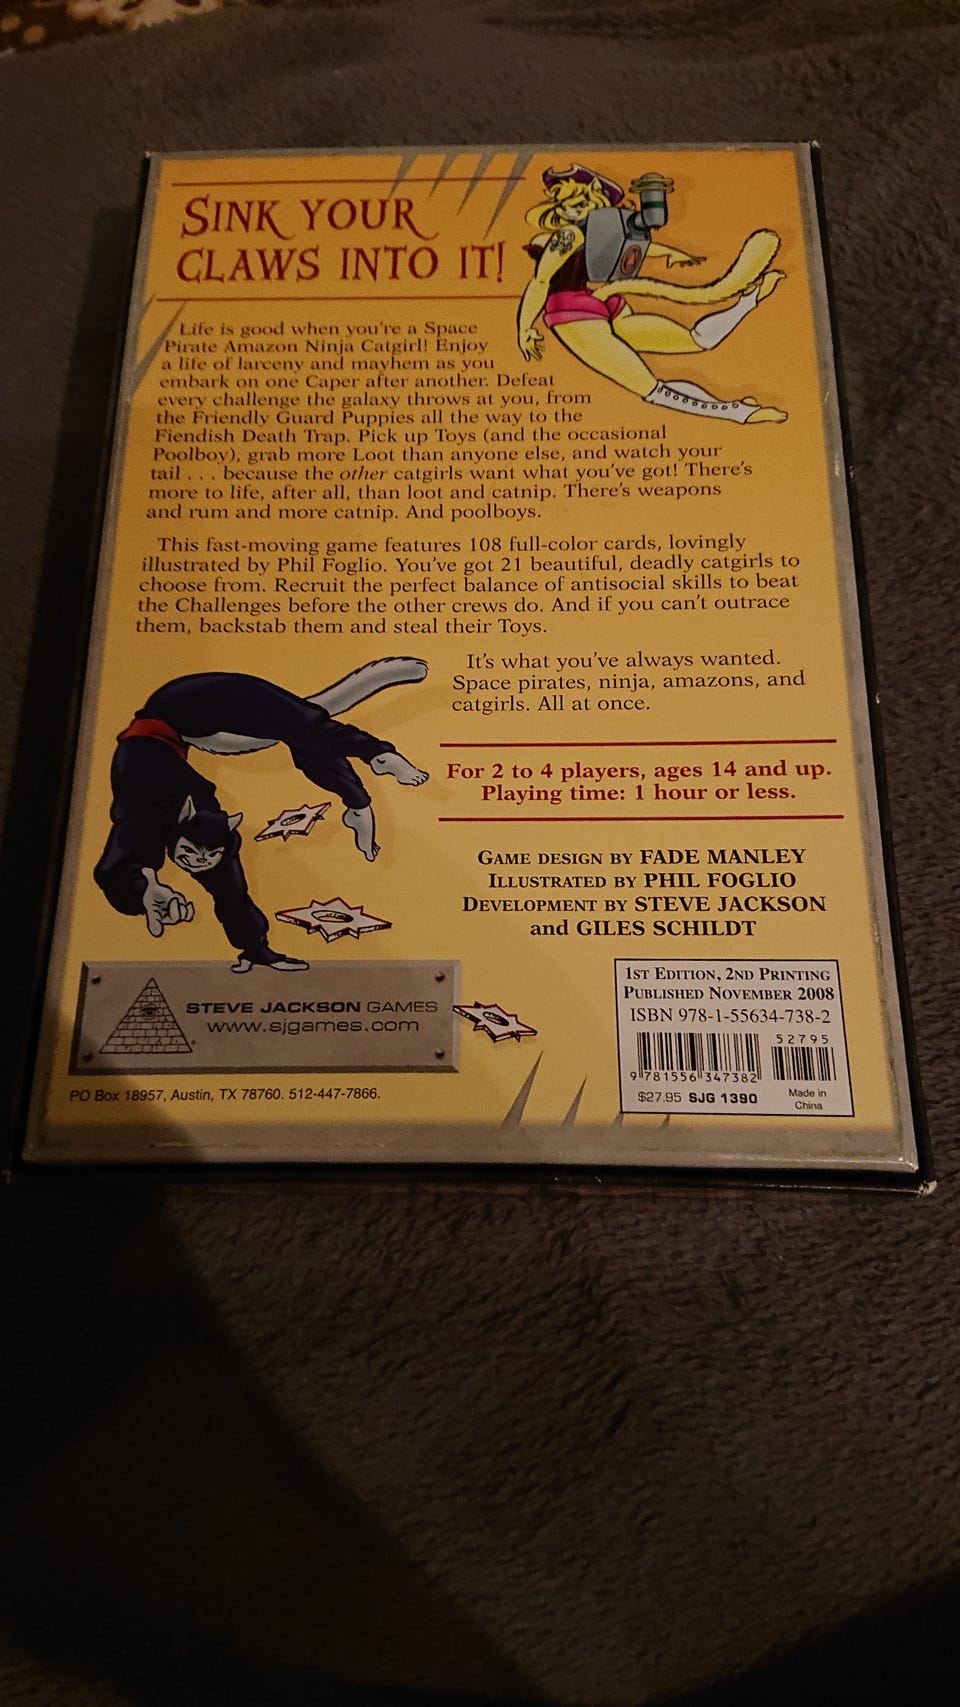 SINK YOUR
CLAWS INTO IT!
Life is good when you're a Space
Pirate Amazon Ninja Catgirl! Enjoy
a life of larceny and mayhem as you
embark on one Caper after another. Defeat
every challenge the galaxy throws at you, from
the Friendly Guard Puppies all the way to the
Fiendish Death Trap. Pick up Toys (and the occasional
Poolboy), grab more Loot than anyone else, and watch your
tail . . . because the other catgirls want what you've got! There's
more to life, after all, than loot and catnip. There's weapons
and rum and more catnip. And poolboys.
This fast-moving game features 108 full-color cards, lovingly
illustrated by Phil Foglio. You've got 21 beautiful, deadly catgirls to
choose from. Recruit the perfect balance of antisocial skills to beat
the Challenges before the other crews do. And if you can't outrace
them, backstab them and steal their Toys.
It's what you've always wanted.
Space pirates, ninja, amazons, and
catgirls. All at once.
For 2 to 4 players, ages 14 and up.
Playing time: 1 hour or less.
GAME DESIGN BY FADE MANLEY
ILLUSTRATED BY PHIL FOGLIO
DEVELOPMENT BY STEVE JACKSON
and GILES SCHILDT
STEVE JACKSON GAMES
www.sjgames.com
PO Box 18957, Austin, TX 78760. 512-447-7866.
1ST EDITION, 2ND PRINTING
PUBLISHED NOVEMBER 2008
ISBN 978-1-55634-738-2
52795
9 781556 347382
$27.95 SJG 1390
Made in
China